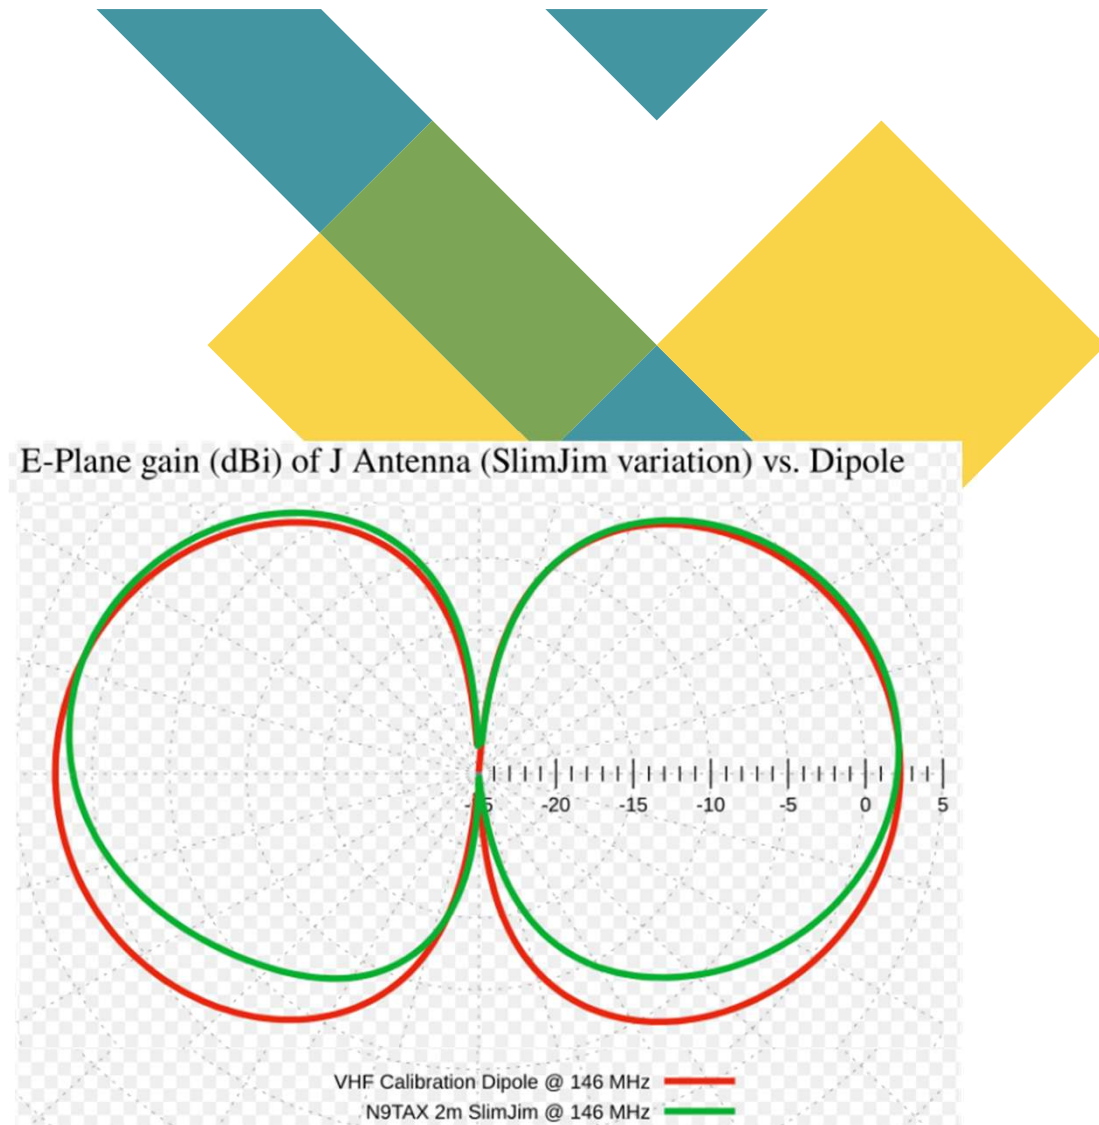 E-Plane gain (dBi) of J Antenna (SlimJim variation) vs. Dipole
-20 -15 -10 -5 0 5
VHF Calibration Dipole @ 146 MHz
N9TAX 2m SlimJim @ 146 MHz